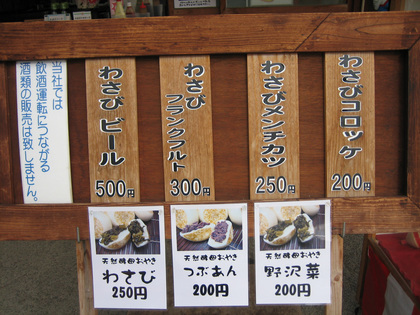 当社では
飲酒運転につながる
酒類の販売は致しません。
わさびビール
500円
わさび
フランクフルト
300円
わさびメンチカツ
250円
わさびコロッケ
200円
天然酵母おやき
わさび
250円
天然酵母おやき
つぶあん
200円
天然酵母おやき
野沢菜
200円